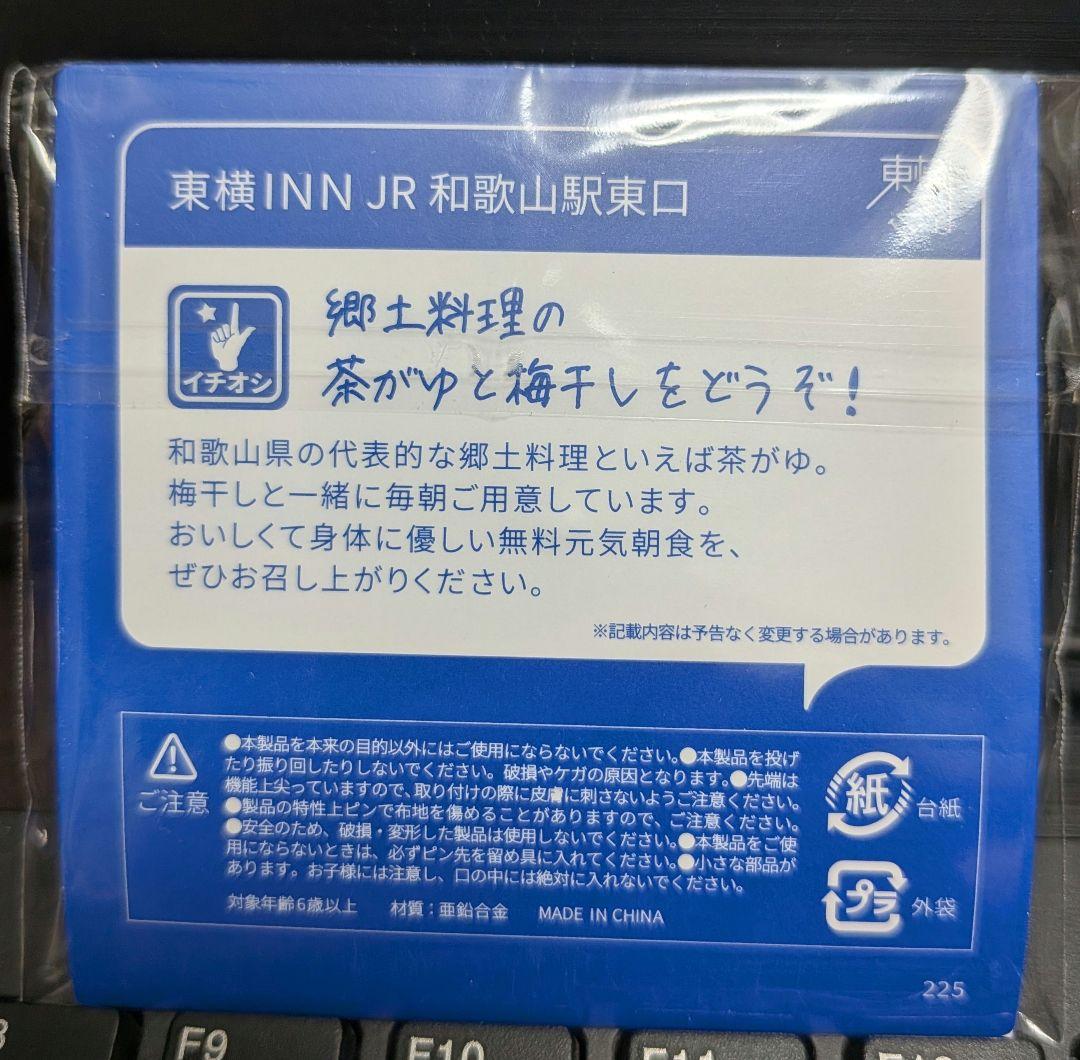 東横INN JR 和歌山駅東口
東
イチオシ
郷土料理の
茶がゆと梅干しをどうぞ!
和歌山県の代表的な郷土料理といえば茶がゆ。
梅干しと一緒に毎朝ご用意しています。
おいしくて身体に優しい無料元気朝食を、
ぜひお召し上がりください。
※記載内容は予告なく変更する場合があります。
ご注意
●本製品を本来の目的以外にはご使用にならないでください。●本製品を投げ
たり振り回したりしないでください。破損やケガの原因となります。●先端は
機能上尖っていますので、取り付けの際に皮膚に刺さないようご注意ください。
●製品の特性上ピンで布地を傷めることがありますので、ご注意ください。
●安全のため、破損・変形した製品は使用しないでください。●本製品をご使
用にならないときは、必ずピン先を留め具に入れてください。●小さな部品が
あります。お子様には注意し、口の中には絶対に入れないでください。
対象年齢6歳以上 材質:亜鉛合金 MADE IN CHINA
紙 台紙
プラ 外袋
225
F9
F10
F11